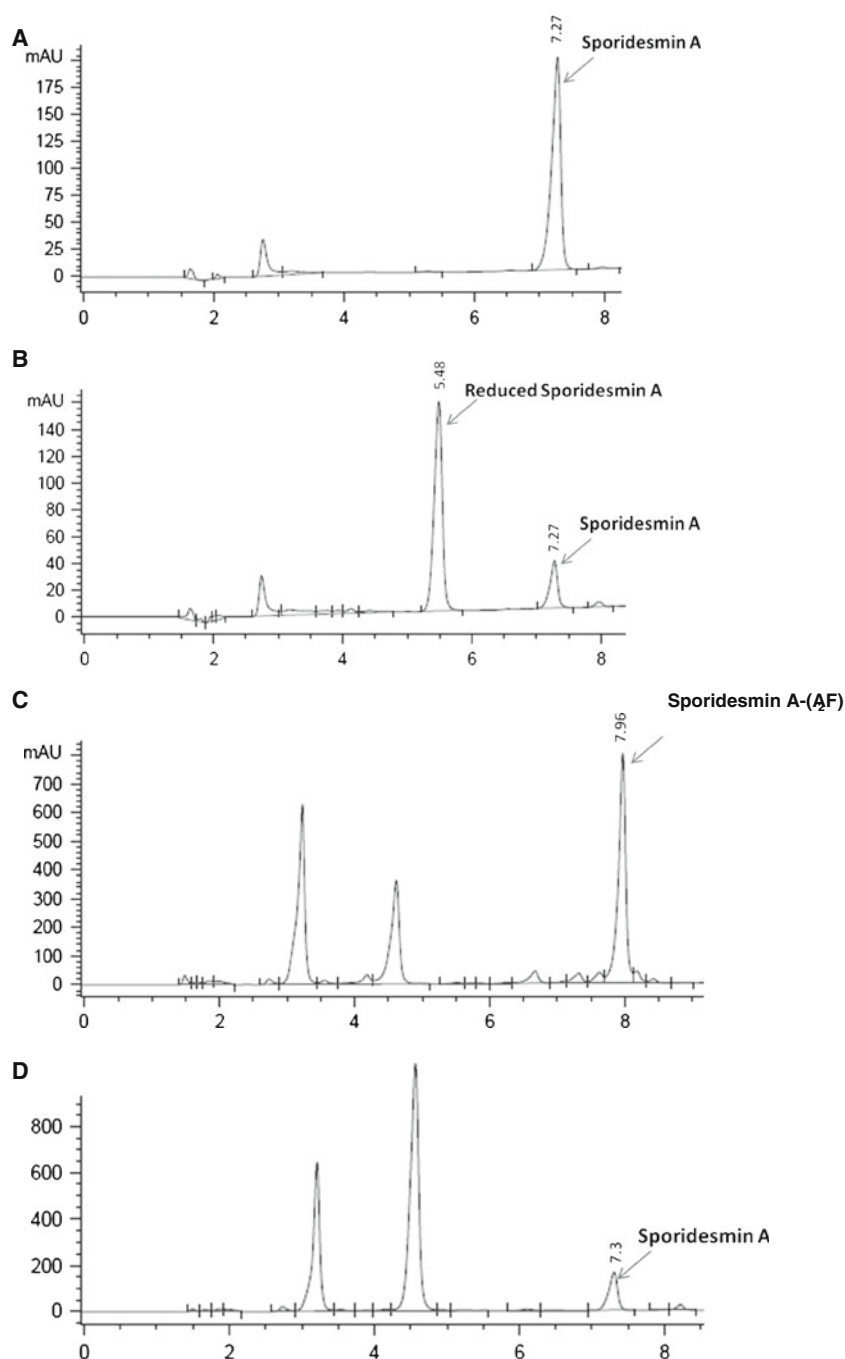 A
mAU
7.27
Sporidesmin A
175
150
125
100
75
50
25
0
0 2 4 6 8
B
mAU
5.48
Reduced Sporidesmin A
7.27
Sporidesmin A
140
120
100
80
60
40
20
0
0 2 4 6 8
C
Sporidesmin A-(A₂F)
mAU
7.96
700
600
500
400
300
200
100
0
0 2 4 6 8
D
800
600
400
200
0
7.3
Sporidesmin A
0 2 4 6 8